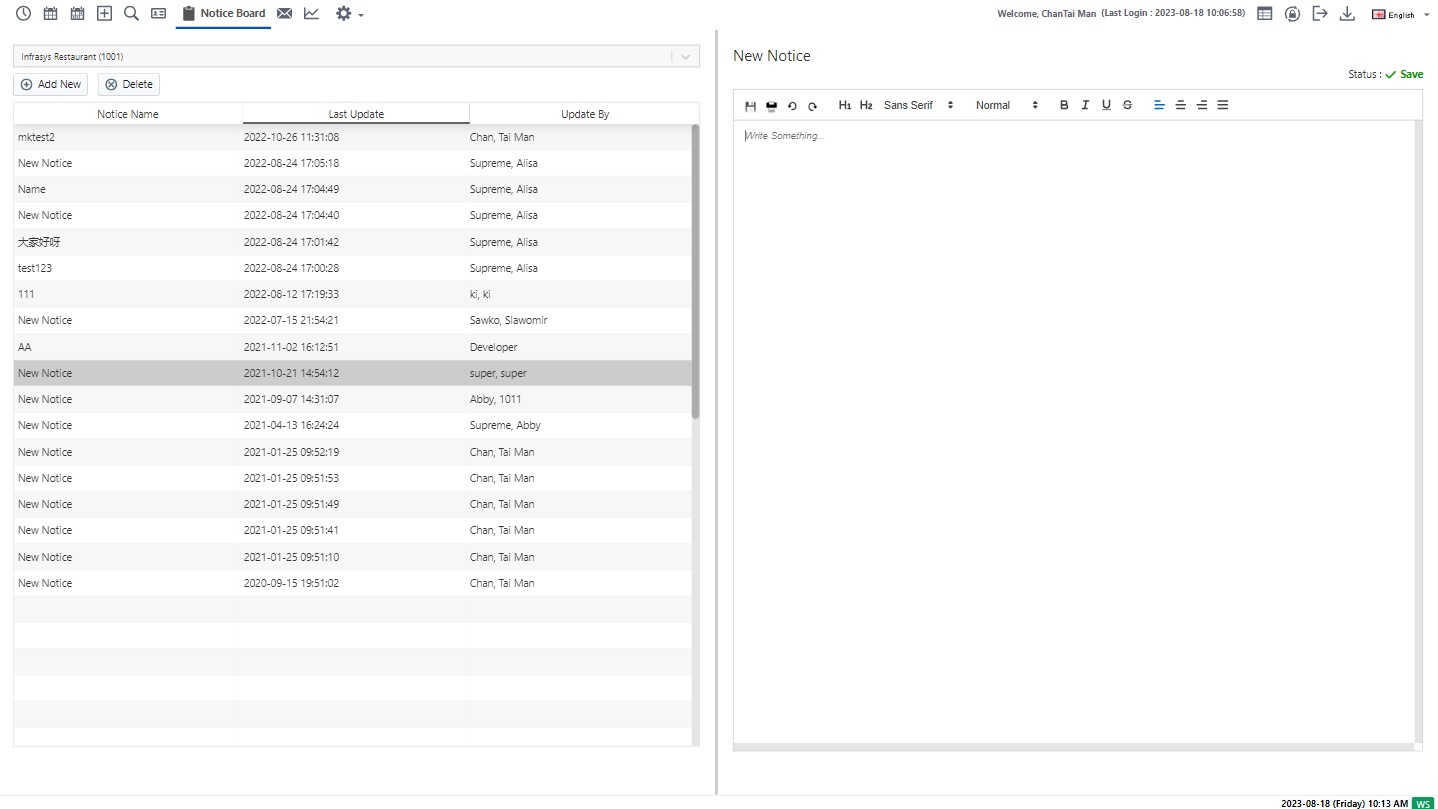 Notice Board
Welcome, ChanTai Man (Last Login : 2023-08-18 10:06:58)
English
Infrasys Restaurant (1001)
Add New Delete
Notice Name Last Update Update By
mktest2 2022-10-26 11:31:08 Chan, Tai Man
New Notice 2022-08-24 17:05:18 Supreme, Alisa
Name 2022-08-24 17:04:49 Supreme, Alisa
New Notice 2022-08-24 17:04:40 Supreme, Alisa
大家好呀 2022-08-24 17:01:42 Supreme, Alisa
test123 2022-08-24 17:00:28 Supreme, Alisa
111 2022-08-12 17:19:33 ki, ki
New Notice 2022-07-15 21:54:21 Sawko, Slawomir
AA 2021-11-02 16:12:51 Developer
New Notice 2021-10-21 14:54:12 super, super
New Notice 2021-09-07 14:31:07 Abby, 1011
New Notice 2021-04-13 16:24:24 Supreme, Abby
New Notice 2021-01-25 09:52:19 Chan, Tai Man
New Notice 2021-01-25 09:51:53 Chan, Tai Man
New Notice 2021-01-25 09:51:49 Chan, Tai Man
New Notice 2021-01-25 09:51:41 Chan, Tai Man
New Notice 2021-01-25 09:51:10 Chan, Tai Man
New Notice 2020-09-15 19:51:02 Chan, Tai Man
New Notice
Status : Save
H1 H2 Sans Serif Normal B I U S
Write Something...
2023-08-18 (Friday) 10:13 AM WS